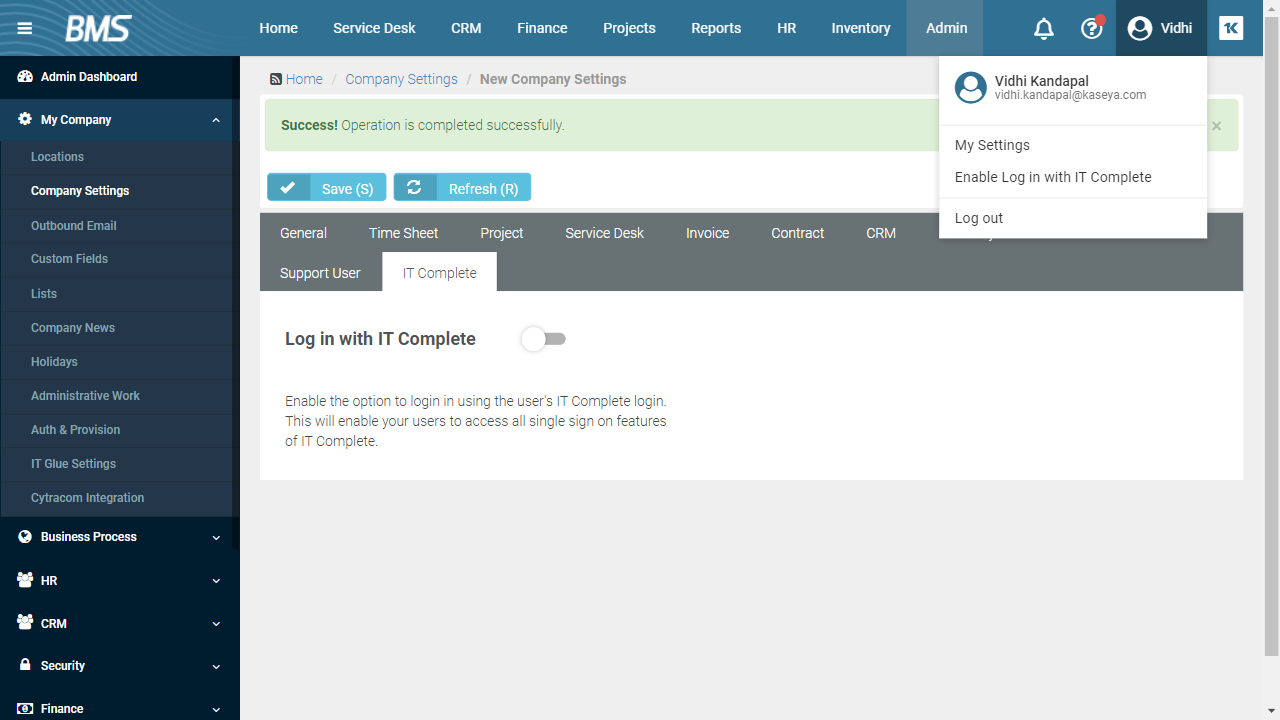 BMS
Home
Service Desk
CRM
Finance
Projects
Reports
HR
Inventory
Admin
Vidhi
Admin Dashboard
My Company
Locations
Company Settings
Outbound Email
Custom Fields
Lists
Company News
Holidays
Administrative Work
Auth & Provision
IT Glue Settings
Cytracom Integration
Business Process
HR
CRM
Security
Finance
Home / Company Settings / New Company Settings
Success! Operation is completed successfully.
×
Save (S)
Refresh (R)
Vidhi Kandapal
vidhi.kandapal@kaseya.com
My Settings
Enable Log in with IT Complete
Log out
General
Time Sheet
Project
Service Desk
Invoice
Contract
CRM
Support User
IT Complete
Log in with IT Complete
Enable the option to login in using the user's IT Complete login.
This will enable your users to access all single sign on features
of IT Complete.